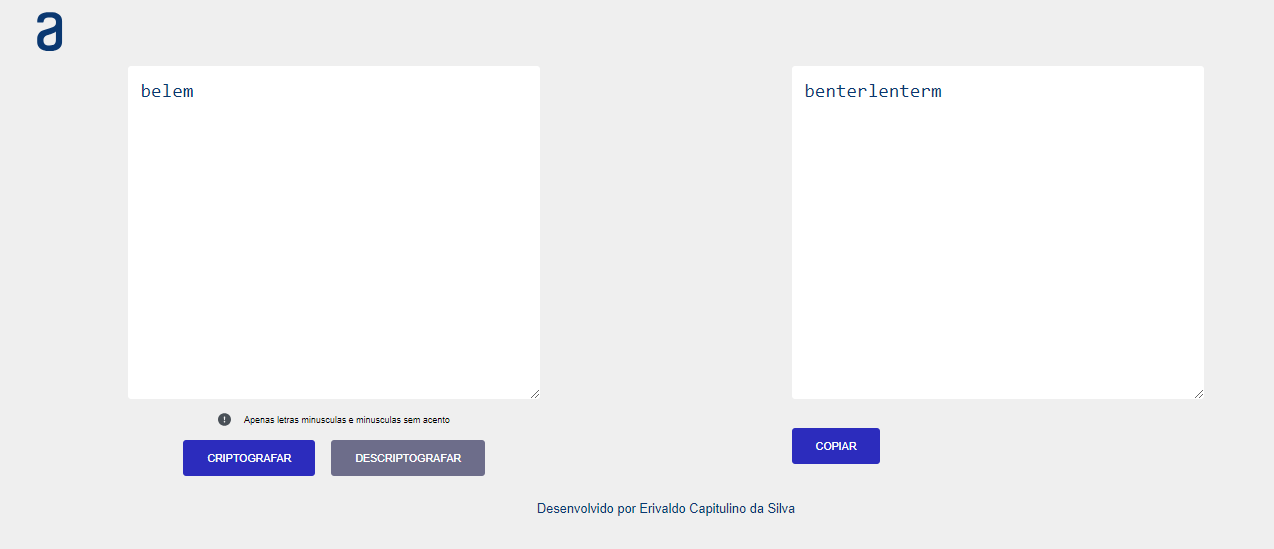 a
belem
benterlenterm
Apenas letras minusculas e minusculas sem acento
CRIPTOGRAFAR
DESCRIPTOGRAFAR
COPIAR
Desenvolvido por Erivaldo Capitulino da Silva